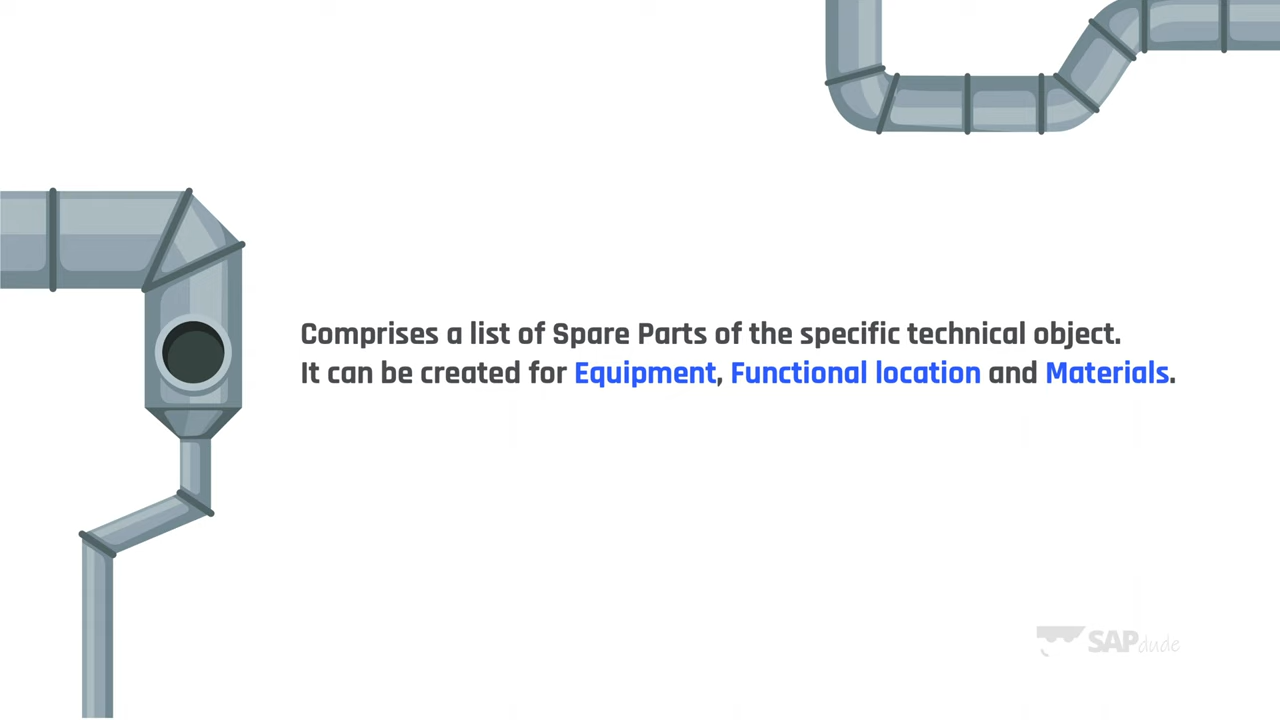 Comprises a list of Spare Parts of the specific technical object.
It can be created for Equipment, Functional location and Materials.
SAPdude